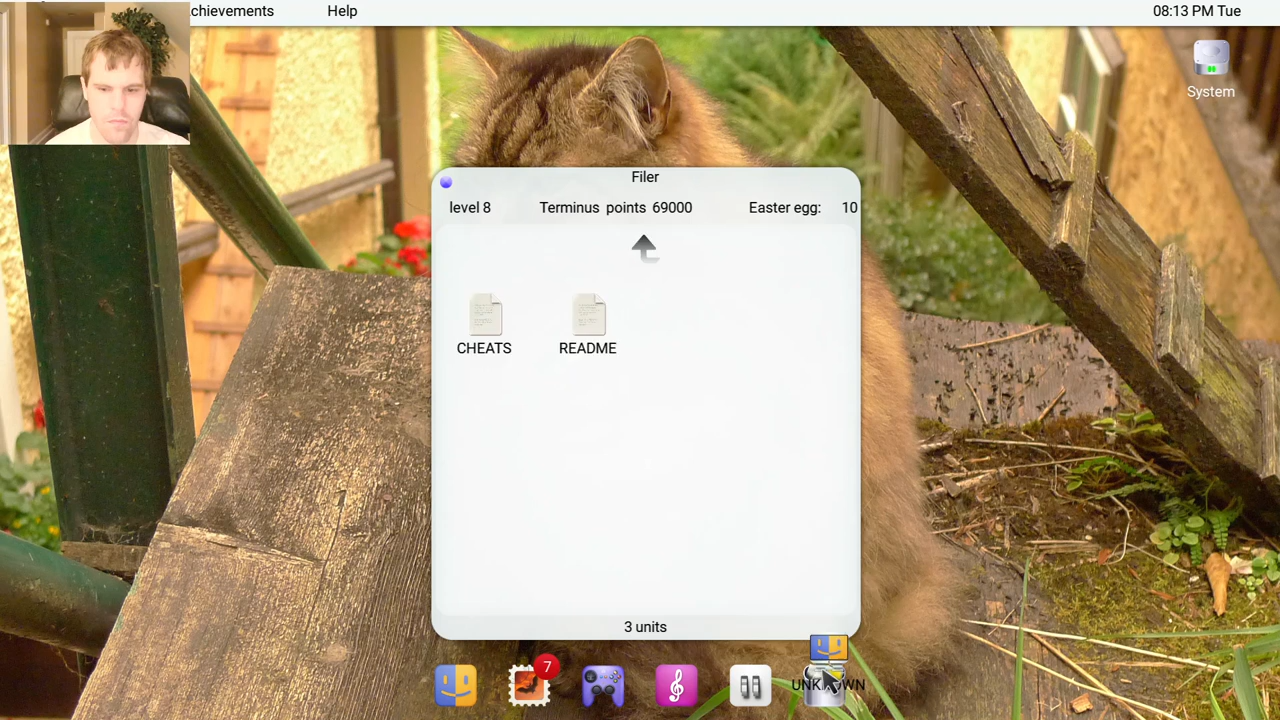 chievements Help 08:13 PM Tue
System
Filer
level 8 Terminus points 69000 Easter egg: 10
CHEATS README
3 units
7
UNKNOWN